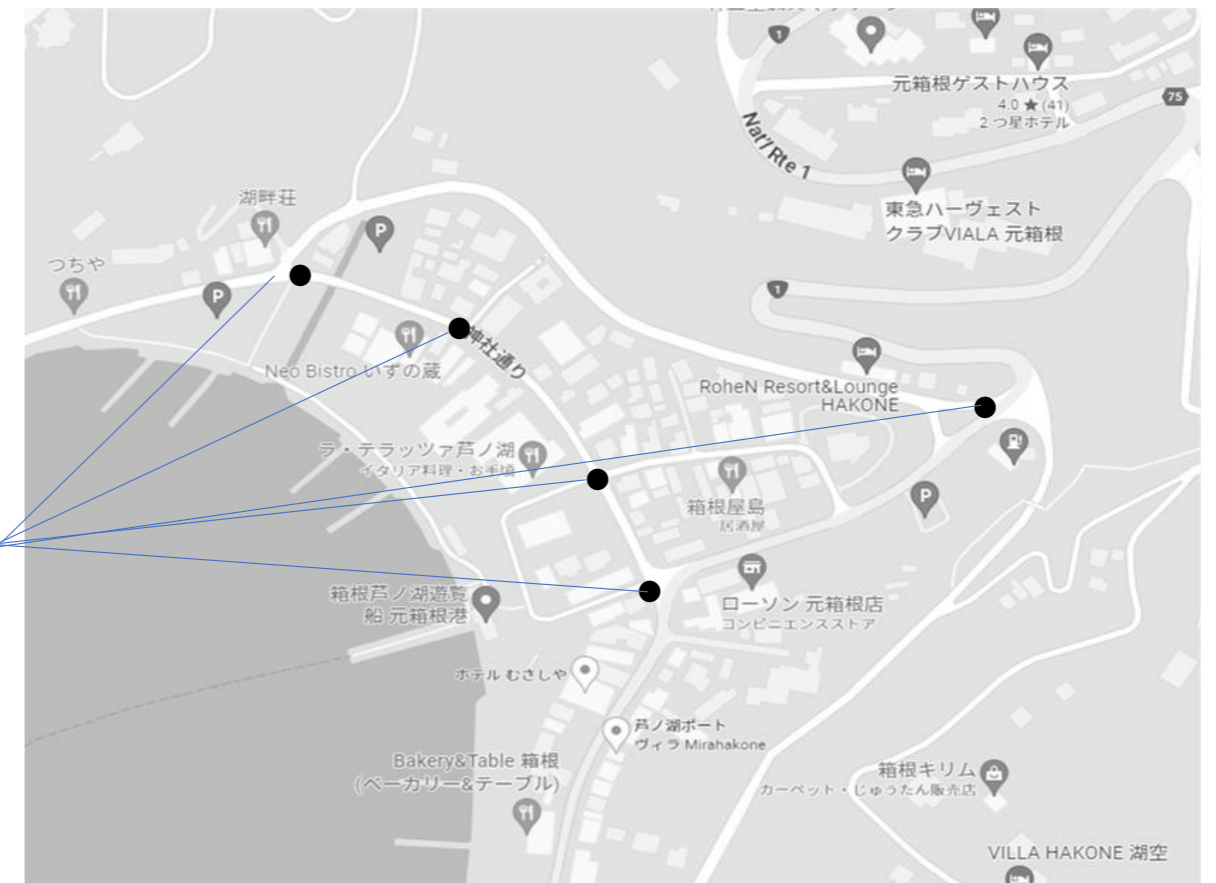 1
元箱根ゲストハウス
4.0 ★ (41)
2 つ星ホテル
75
Nat'l Rte 1
東急ハーヴェスト
クラブVIALA 元箱根
湖畔荘
P
つちや
P
1
神社通り
Neo Bistro いずの蔵
RoheN Resort&Lounge
HAKONE
ラ・テラッツァ芦ノ湖
イタリア料理・お手頃
箱根屋島
居酒屋
P
箱根芦ノ湖遊覧
船 元箱根港
ローソン 元箱根店
コンビニエンスストア
ホテル むさしや
芦ノ湖ポート
ヴィラ Mirahakone
Bakery&Table 箱根
(ベーカリー&テーブル)
箱根キリム
カーペット・じゅうたん販売店
VILLA HAKONE 湖空